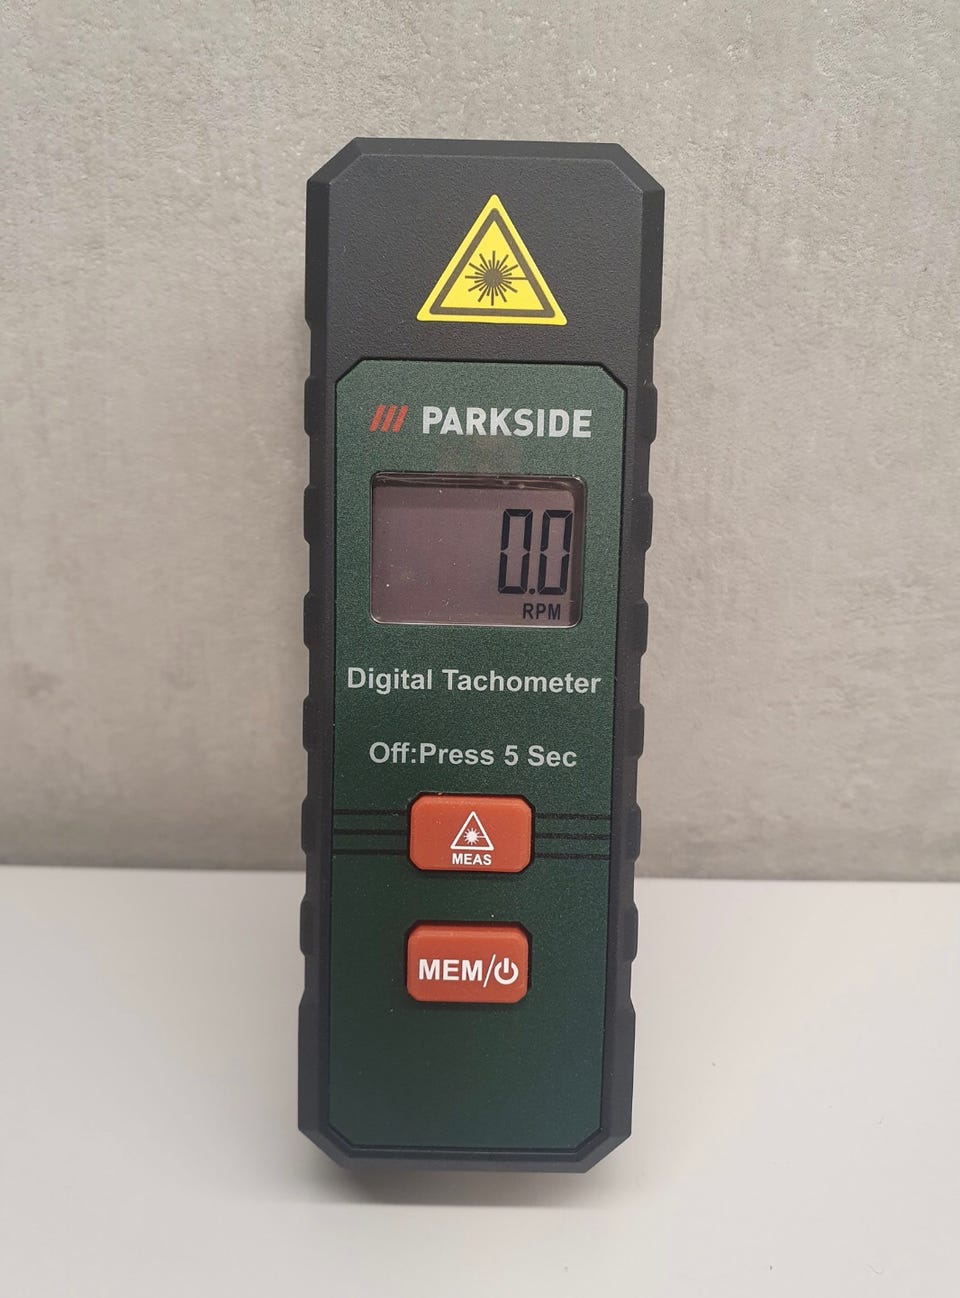 PARKSIDE
0.0
RPM
Digital Tachometer
Off:Press 5 Sec
MEAS
MEM/⏻